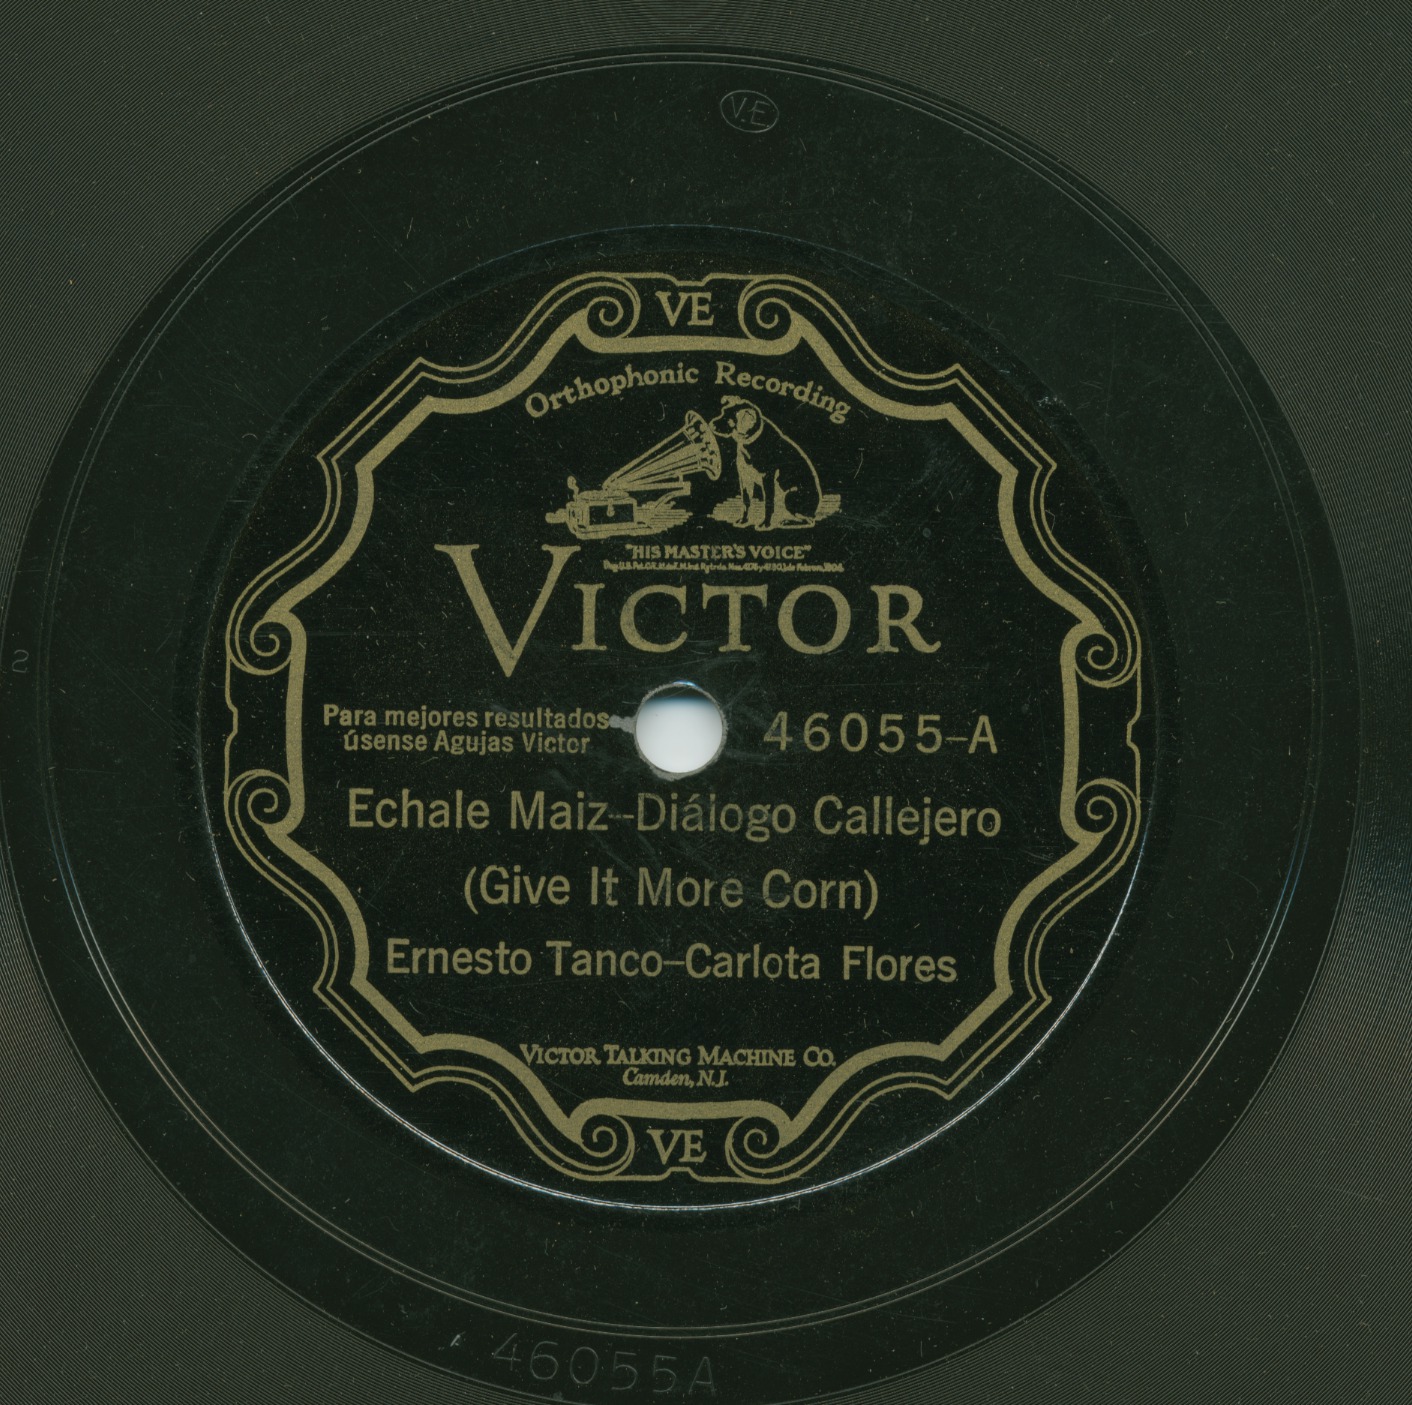 V.E
VE
Orthophonic Recording
"HIS MASTER'S VOICE"
VICTOR
Para mejores resultados
úsense Agujas Victor
46055-A
Echale Maiz--Diálogo Callejero
(Give It More Corn)
Ernesto Tanco-Carlota Flores
VICTOR TALKING MACHINE CO.
Camden, N.J.
VE
2
46055A